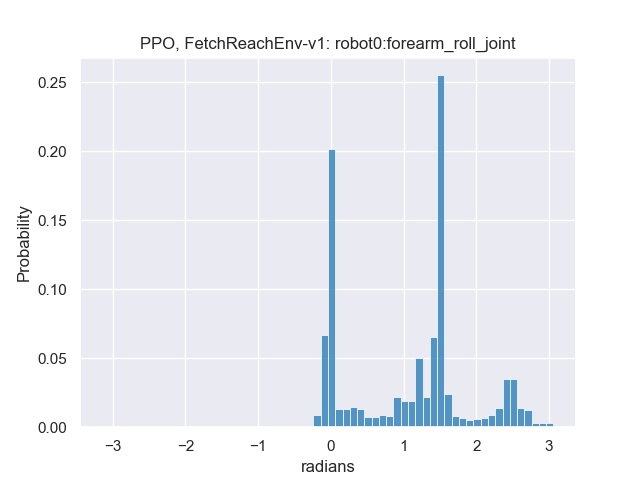 PPO, FetchReachEnv-v1: robot0:forearm_roll_joint
0.25
0.20
0.15
0.10
0.05
0.00
Probability
−3 −2 −1 0 1 2 3
radians